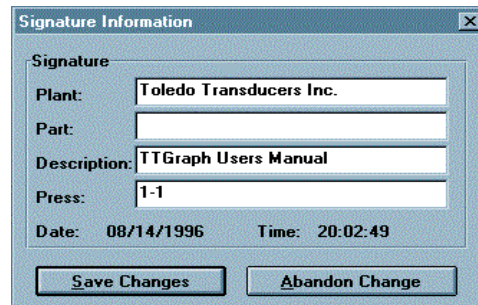 Signature Information
Signature
Plant: Toledo Transducers Inc.
Part:
Description: TTGraph Users Manual
Press: 1-1
Date: 08/14/1996 Time: 20:02:49
Save Changes Abandon Change